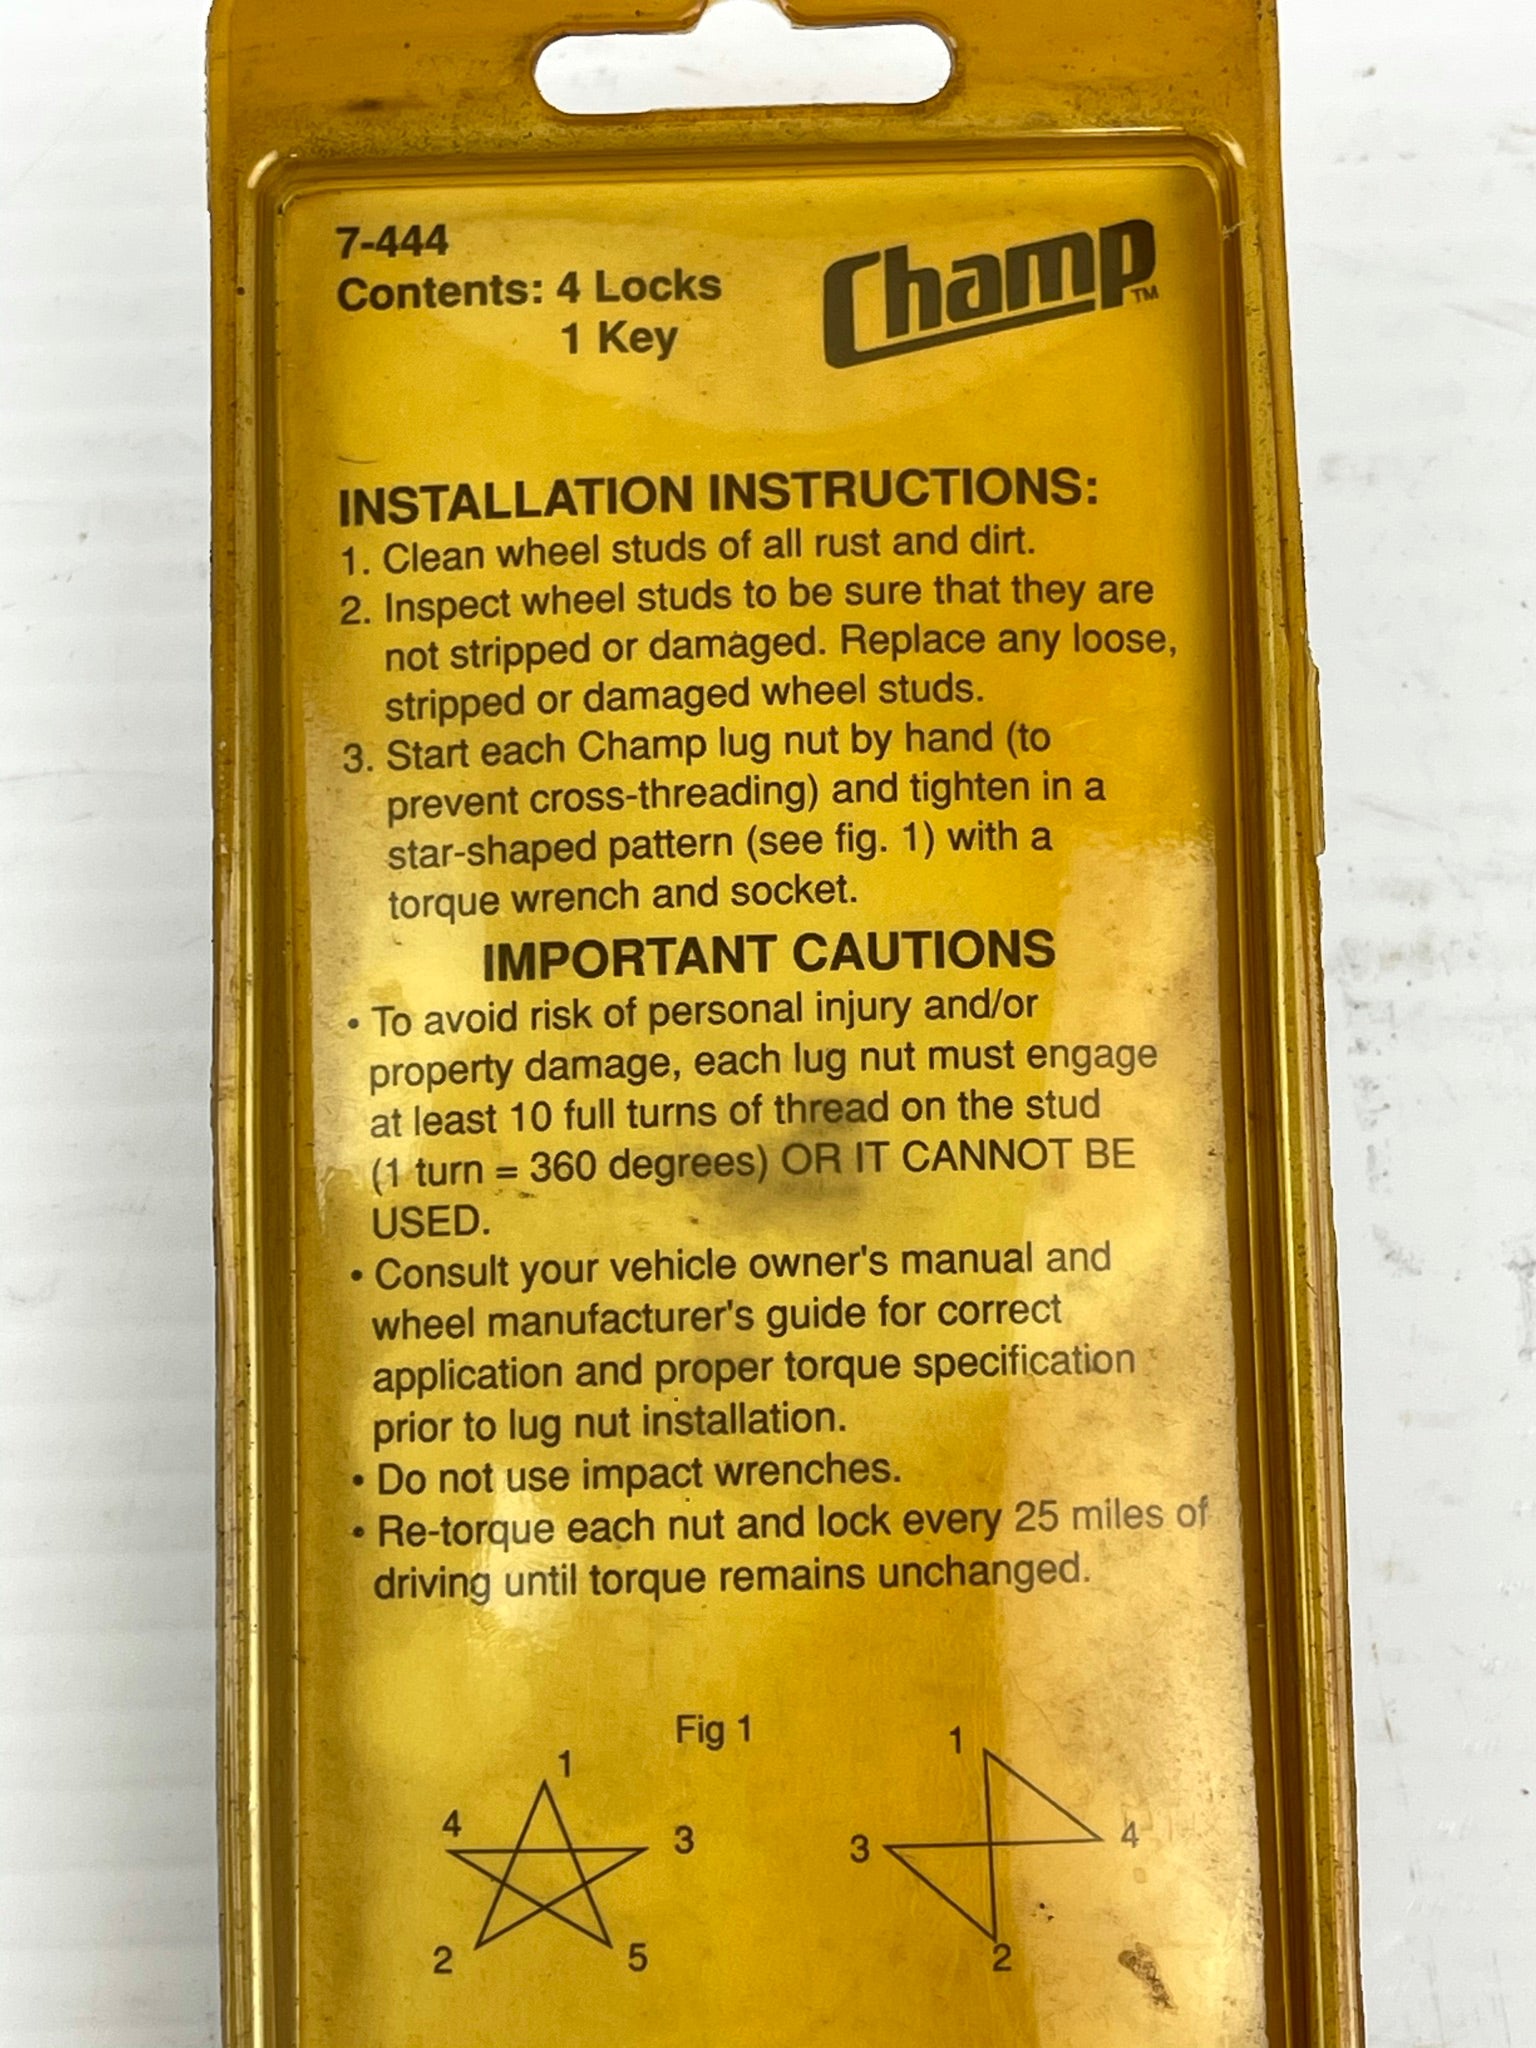 7-444
Contents: 4 Locks
1 Key
Champ™
INSTALLATION INSTRUCTIONS:
1. Clean wheel studs of all rust and dirt.
2. Inspect wheel studs to be sure that they are
not stripped or damaged. Replace any loose,
stripped or damaged wheel studs.
3. Start each Champ lug nut by hand (to
prevent cross-threading) and tighten in a
star-shaped pattern (see fig. 1) with a
torque wrench and socket.
IMPORTANT CAUTIONS
• To avoid risk of personal injury and/or
property damage, each lug nut must engage
at least 10 full turns of thread on the stud
(1 turn = 360 degrees) OR IT CANNOT BE
USED.
• Consult your vehicle owner's manual and
wheel manufacturer's guide for correct
application and proper torque specification
prior to lug nut installation.
• Do not use impact wrenches.
• Re-torque each nut and lock every 25 miles of
driving until torque remains unchanged.
Fig 1
1
4
3
2
5
1
3
4
2